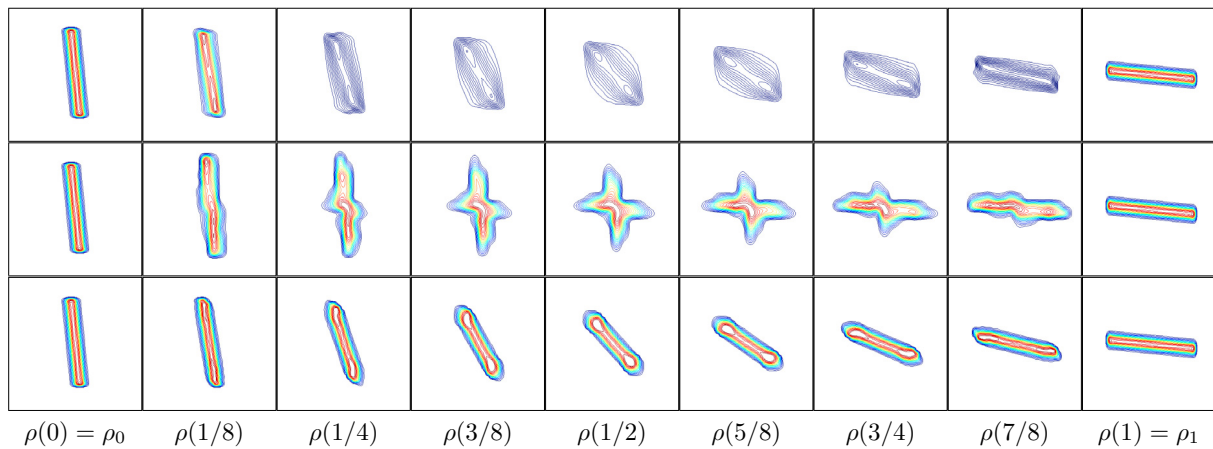 ρ(0) = ρ₀ ρ(1/8) ρ(1/4) ρ(3/8) ρ(1/2) ρ(5/8) ρ(3/4) ρ(7/8) ρ(1) = ρ₁